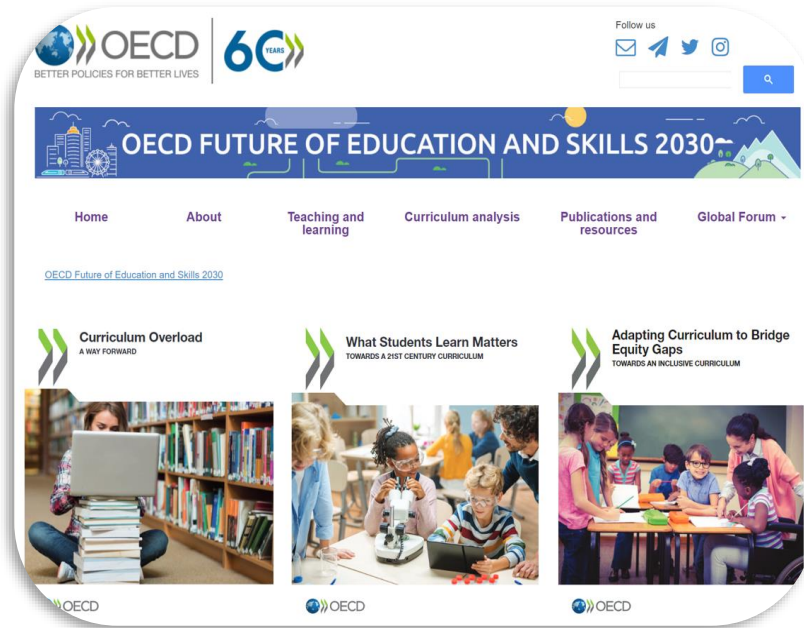 OECD
BETTER POLICIES FOR BETTER LIVES
60 YEARS
Follow us
OECD FUTURE OF EDUCATION AND SKILLS 2030
Home
About
Teaching and
learning
Curriculum analysis
Publications and
resources
Global Forum
OECD Future of Education and Skills 2030
Curriculum Overload
A WAY FORWARD
What Students Learn Matters
TOWARDS A 21ST CENTURY CURRICULUM
Adapting Curriculum to Bridge
Equity Gaps
TOWARDS AN INCLUSIVE CURRICULUM
OECD
OECD
OECD